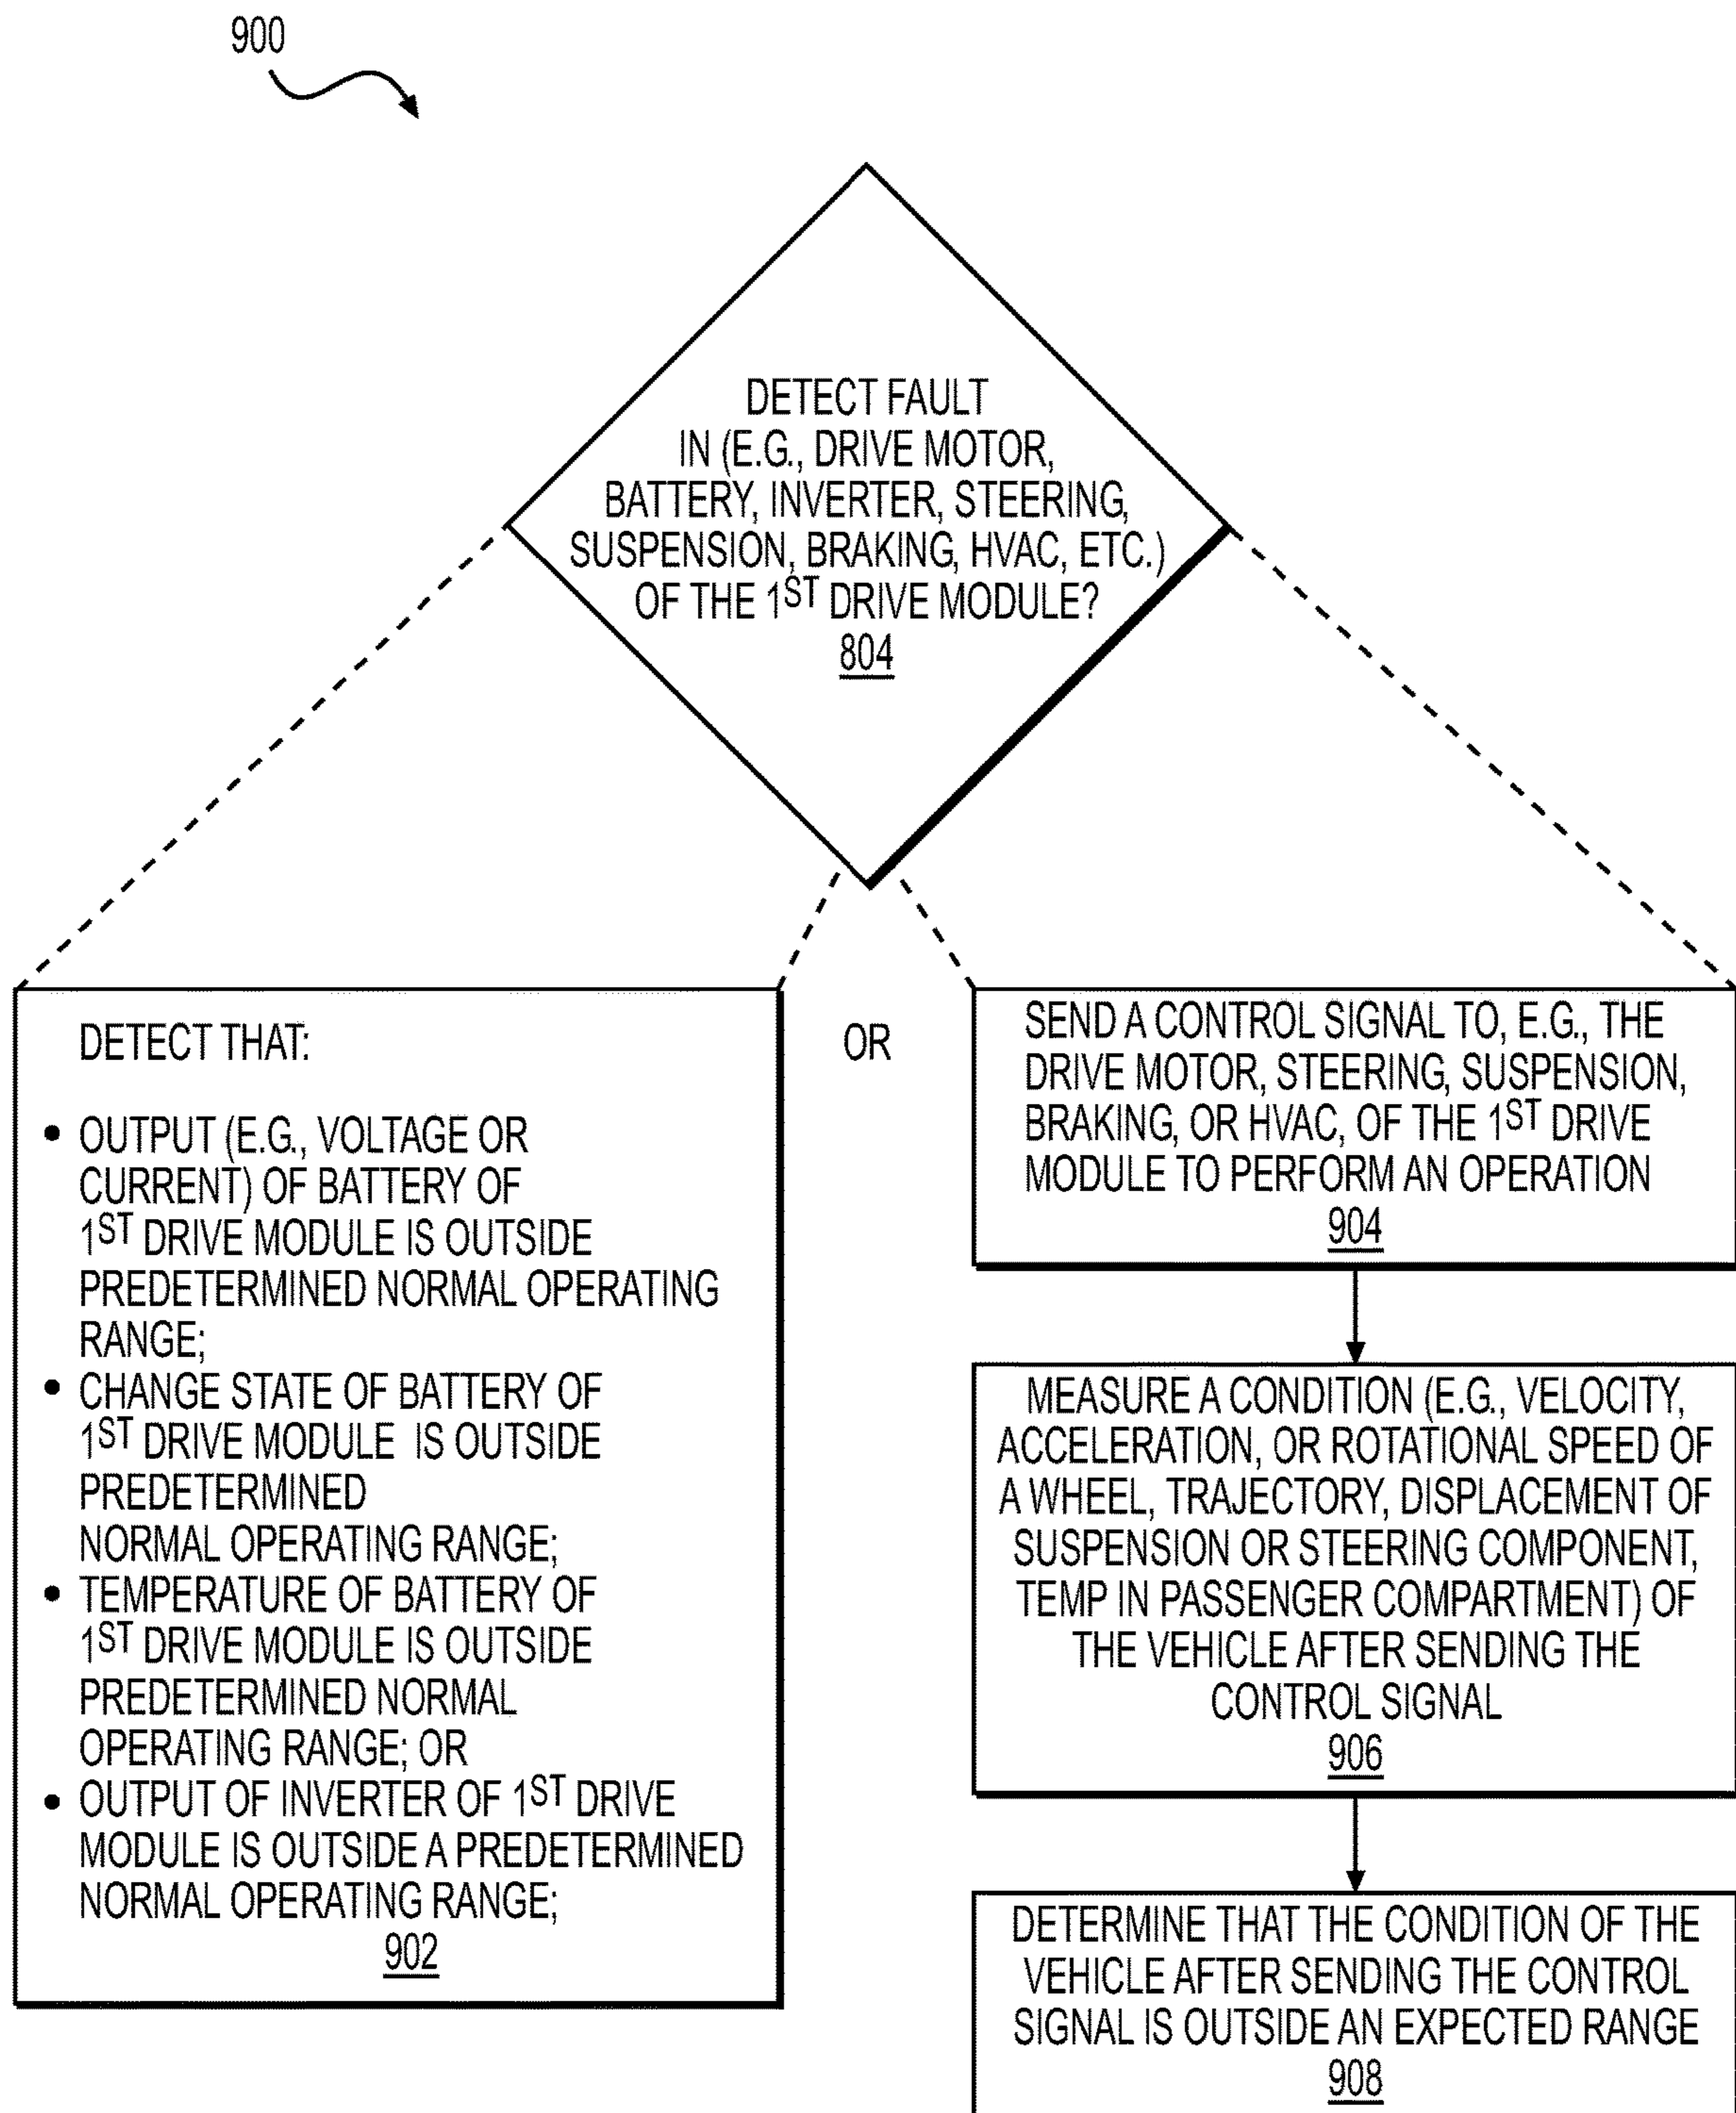 900
DETECT FAULT
IN (E.G., DRIVE MOTOR,
BATTERY, INVERTER, STEERING,
SUSPENSION, BRAKING, HVAC, ETC.)
OF THE 1ST DRIVE MODULE?
804
DETECT THAT:
• OUTPUT (E.G., VOLTAGE OR
CURRENT) OF BATTERY OF
1ST DRIVE MODULE IS OUTSIDE
PREDETERMINED NORMAL OPERATING
RANGE;
• CHANGE STATE OF BATTERY OF
1ST DRIVE MODULE IS OUTSIDE
PREDETERMINED
NORMAL OPERATING RANGE;
• TEMPERATURE OF BATTERY OF
1ST DRIVE MODULE IS OUTSIDE
PREDETERMINED NORMAL
OPERATING RANGE; OR
• OUTPUT OF INVERTER OF 1ST DRIVE
MODULE IS OUTSIDE A PREDETERMINED
NORMAL OPERATING RANGE;
902
OR
SEND A CONTROL SIGNAL TO, E.G., THE
DRIVE MOTOR, STEERING, SUSPENSION,
BRAKING, OR HVAC, OF THE 1ST DRIVE
MODULE TO PERFORM AN OPERATION
904
MEASURE A CONDITION (E.G., VELOCITY,
ACCELERATION, OR ROTATIONAL SPEED OF
A WHEEL, TRAJECTORY, DISPLACEMENT OF
SUSPENSION OR STEERING COMPONENT,
TEMP IN PASSENGER COMPARTMENT) OF
THE VEHICLE AFTER SENDING THE
CONTROL SIGNAL
906
DETERMINE THAT THE CONDITION OF THE
VEHICLE AFTER SENDING THE CONTROL
SIGNAL IS OUTSIDE AN EXPECTED RANGE
908